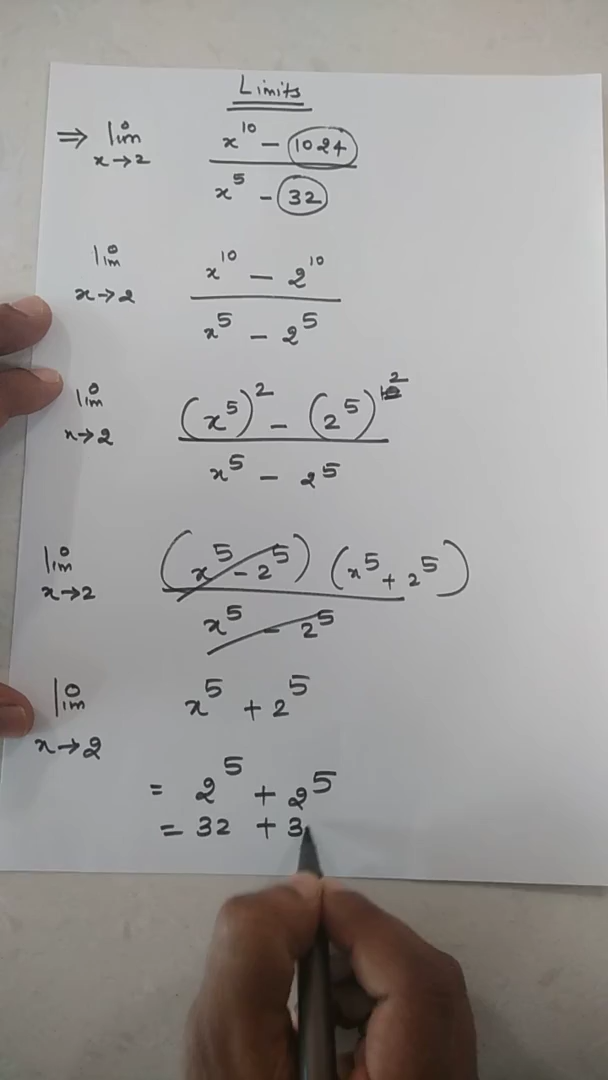 Limits
⇒ lim x→2 (x^10 − 1024) / (x^5 − 32)
lim x→2 (x^10 − 2^10) / (x^5 − 2^5)
lim x→2 ((x^5)^2 − (2^5)^2) / (x^5 − 2^5)
lim x→2 ((x^5 − 2^5) (x^5 + 2^5)) / (x^5 − 2^5)
lim x→2 x^5 + 2^5
= 2^5 + 2^5
= 32 + 3